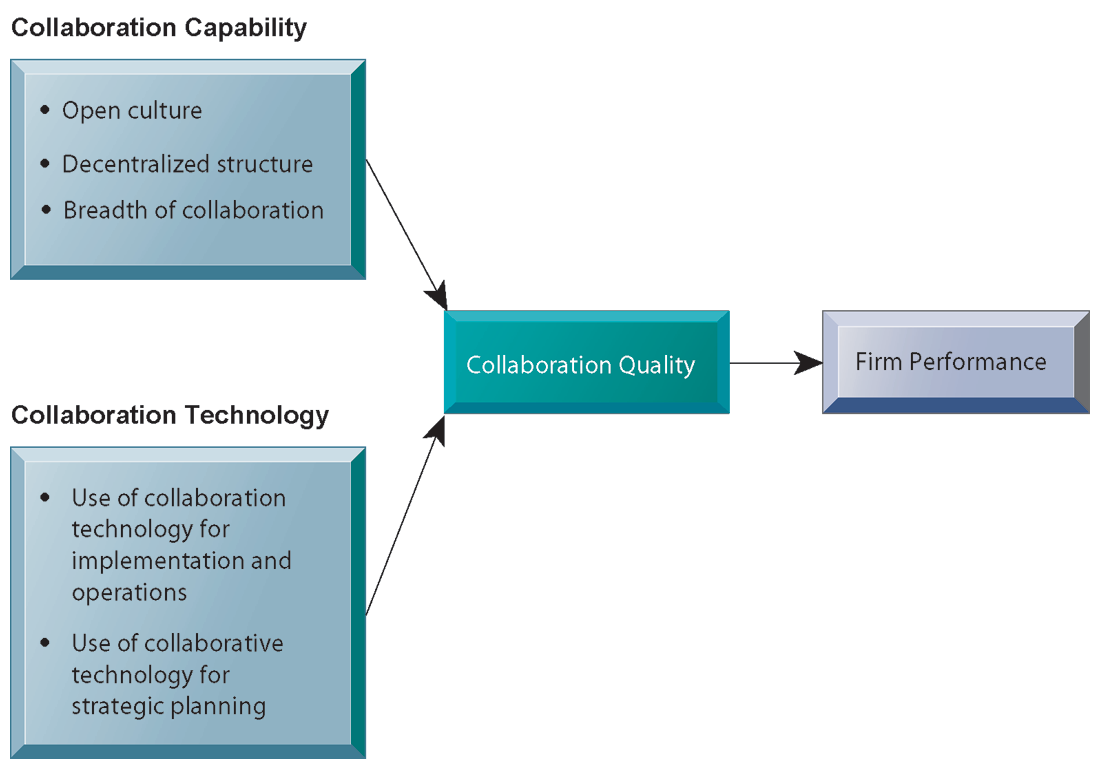 Collaboration Capability
• Open culture
• Decentralized structure
• Breadth of collaboration
Collaboration Quality
Firm Performance
Collaboration Technology
• Use of collaboration
technology for
implementation and
operations
• Use of collaborative
technology for
strategic planning